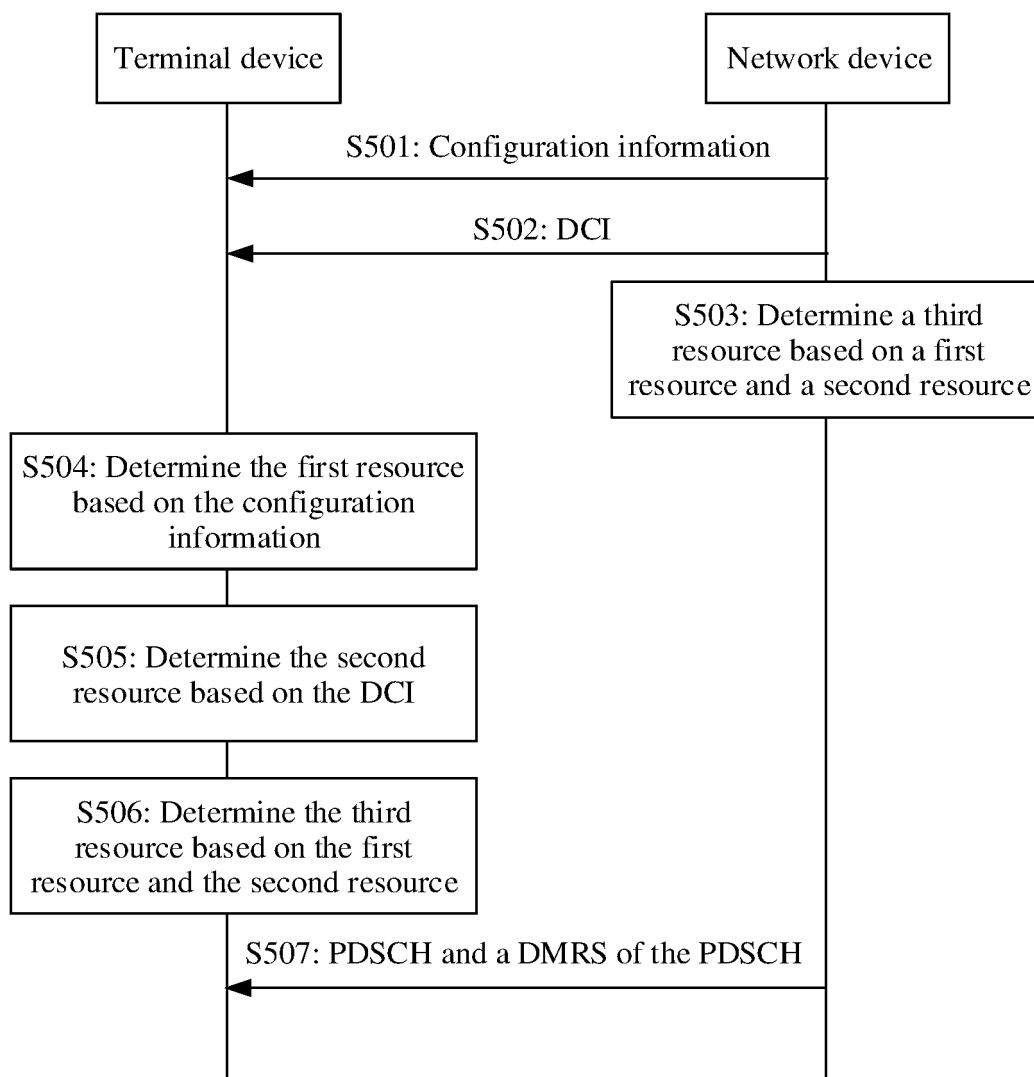 Terminal device
Network device
S501: Configuration information
S502: DCI
S503: Determine a third
resource based on a first
resource and a second resource
S504: Determine the first resource
based on the configuration
information
S505: Determine the second
resource based on the DCI
S506: Determine the third
resource based on the first
resource and the second resource
S507: PDSCH and a DMRS of the PDSCH